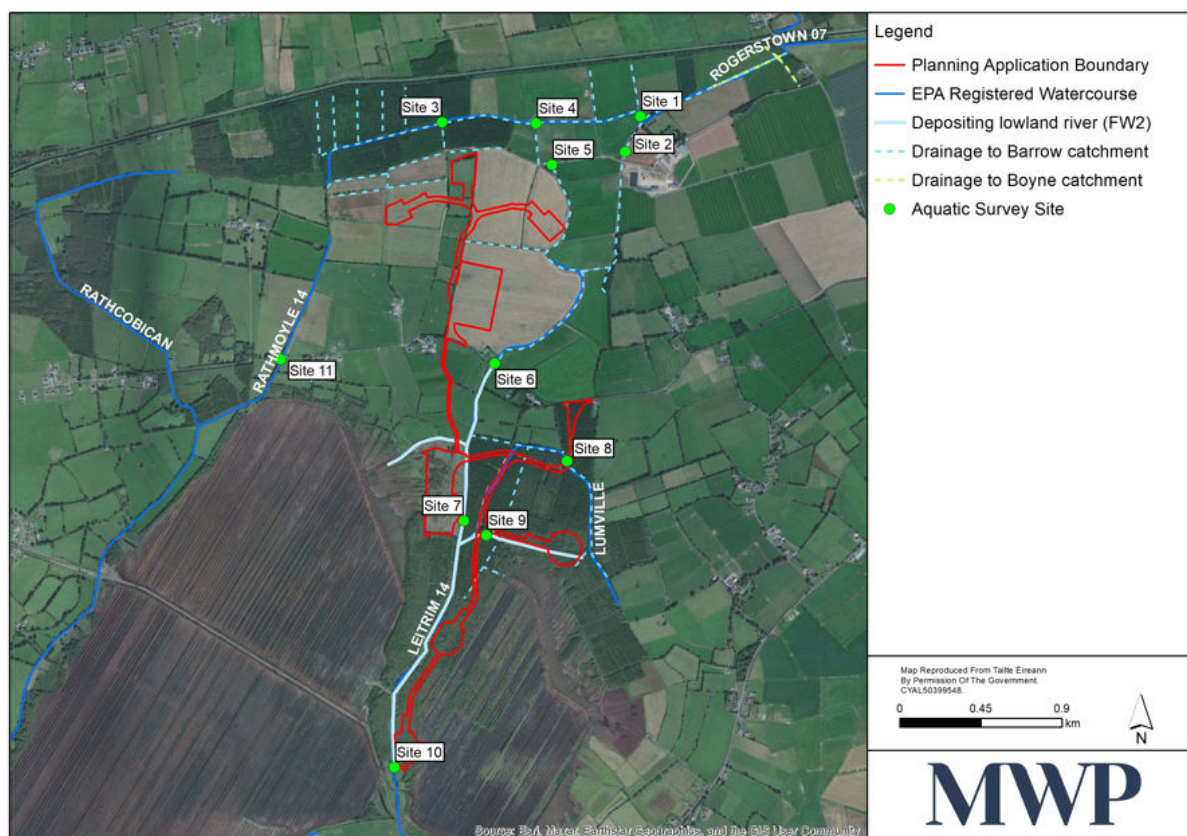 Legend
Planning Application Boundary
EPA Registered Watercourse
Depositing lowland river (FW2)
Drainage to Barrow catchment
Drainage to Boyne catchment
Aquatic Survey Site
ROGERSTOWN 07
Site 3
Site 4
Site 1
Site 2
Site 5
RATHCOBICAN
RATHMOYLE 14
Site 11
Site 6
Site 8
LUMVILLE
Site 7
Site 9
LEITRIM 14
Site 10
Map Reproduced From Tailte Éireann
By Permission Of The Government.
CYAL50399548.
0 0.45 0.9
km
N
MWP
Source: Esri, Maxar, Earthstar Geographics, and the GIS User Community